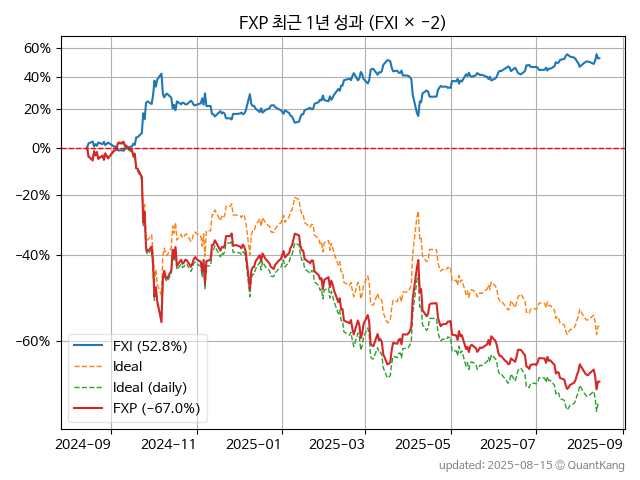 FXP 최근 1년 성과 (FXI × −2)
60%
40%
20%
0%
−20%
−40%
−60%
FXI (52.8%)
Ideal
Ideal (daily)
FXP (−67.0%)
2024-09 2024-11 2025-01 2025-03 2025-05 2025-07 2025-09
updated: 2025-08-15 © QuantKang